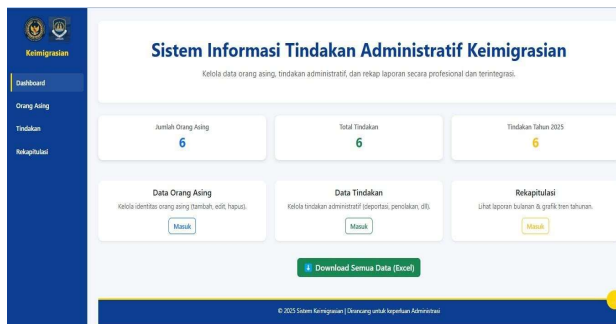 Keimigrasian
Dashboard
Orang Asing
Tindakan
Rekapitulasi
Sistem Informasi Tindakan Administratif Keimigrasian
Kelola data orang asing, tindakan administratif, dan rekap laporan secara profesional dan terintegrasi.
Jumlah Orang Asing
6
Total Tindakan
6
Tindakan Tahun 2025
6
Data Orang Asing
Kelola identitas orang asing (tambah, edit, hapus).
Masuk
Data Tindakan
Kelola tindakan administratif (deportasi, penolakan, dll).
Masuk
Rekapitulasi
Lihat laporan bulanan & grafik tren tahunan.
Masuk
Download Semua Data (Excel)
© 2025 Sistem Keimigrasian | Dirancang untuk keperluan Administrasi